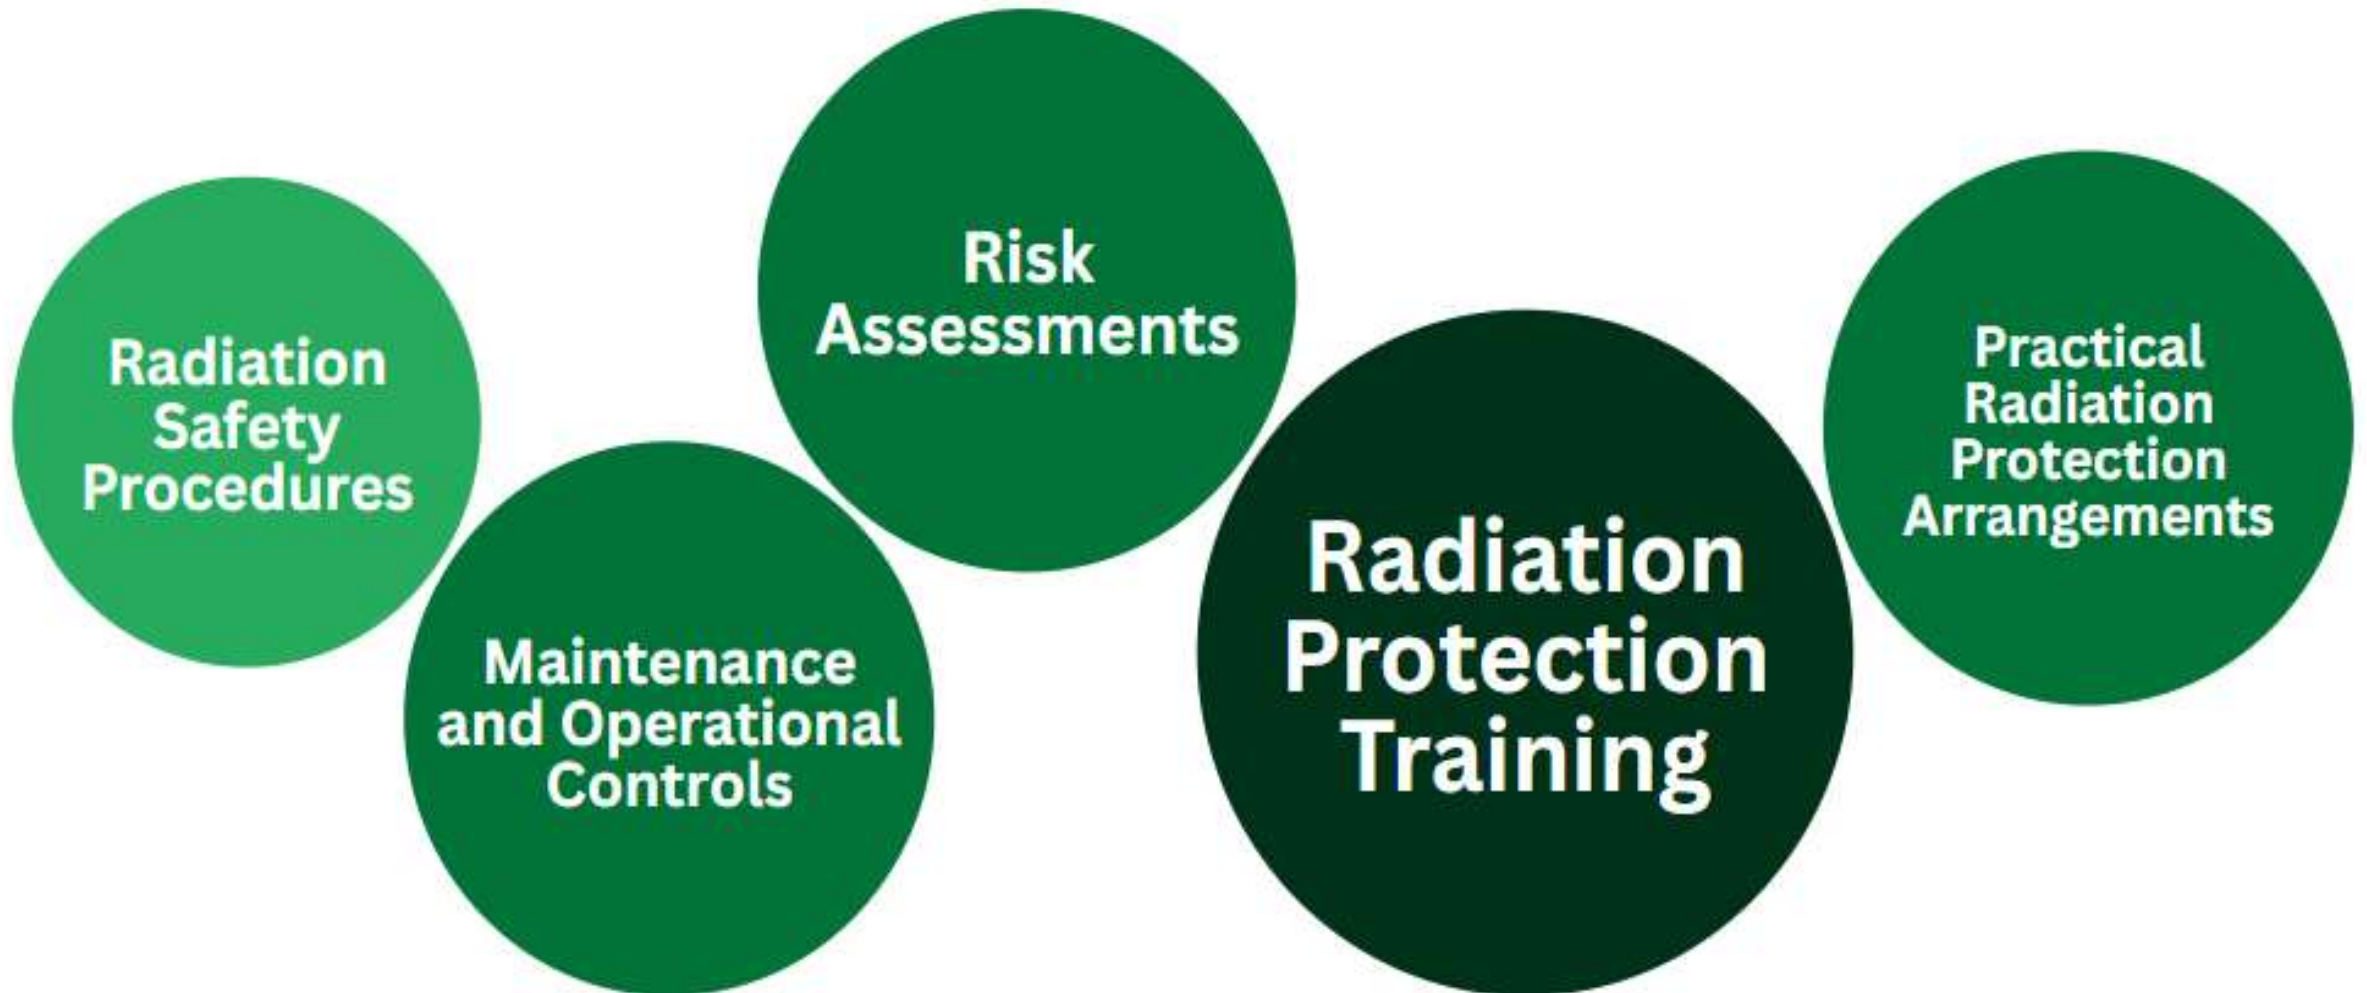 Radiation
Safety
Procedures
Maintenance
and Operational
Controls
Risk
Assessments
Radiation
Protection
Training
Practical
Radiation
Protection
Arrangements